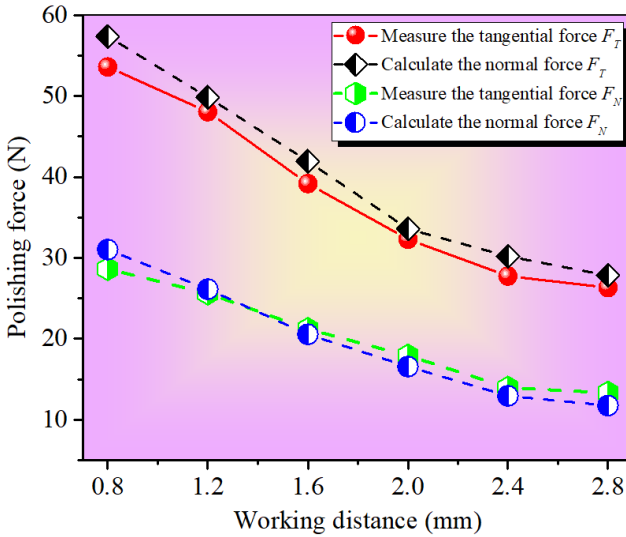 60
50
40
30
20
10
Polishing force (N)
Measure the tangential force F_T
Calculate the normal force F_T
Measure the tangential force F_N
Calculate the normal force F_N
0.8 1.2 1.6 2.0 2.4 2.8
Working distance (mm)